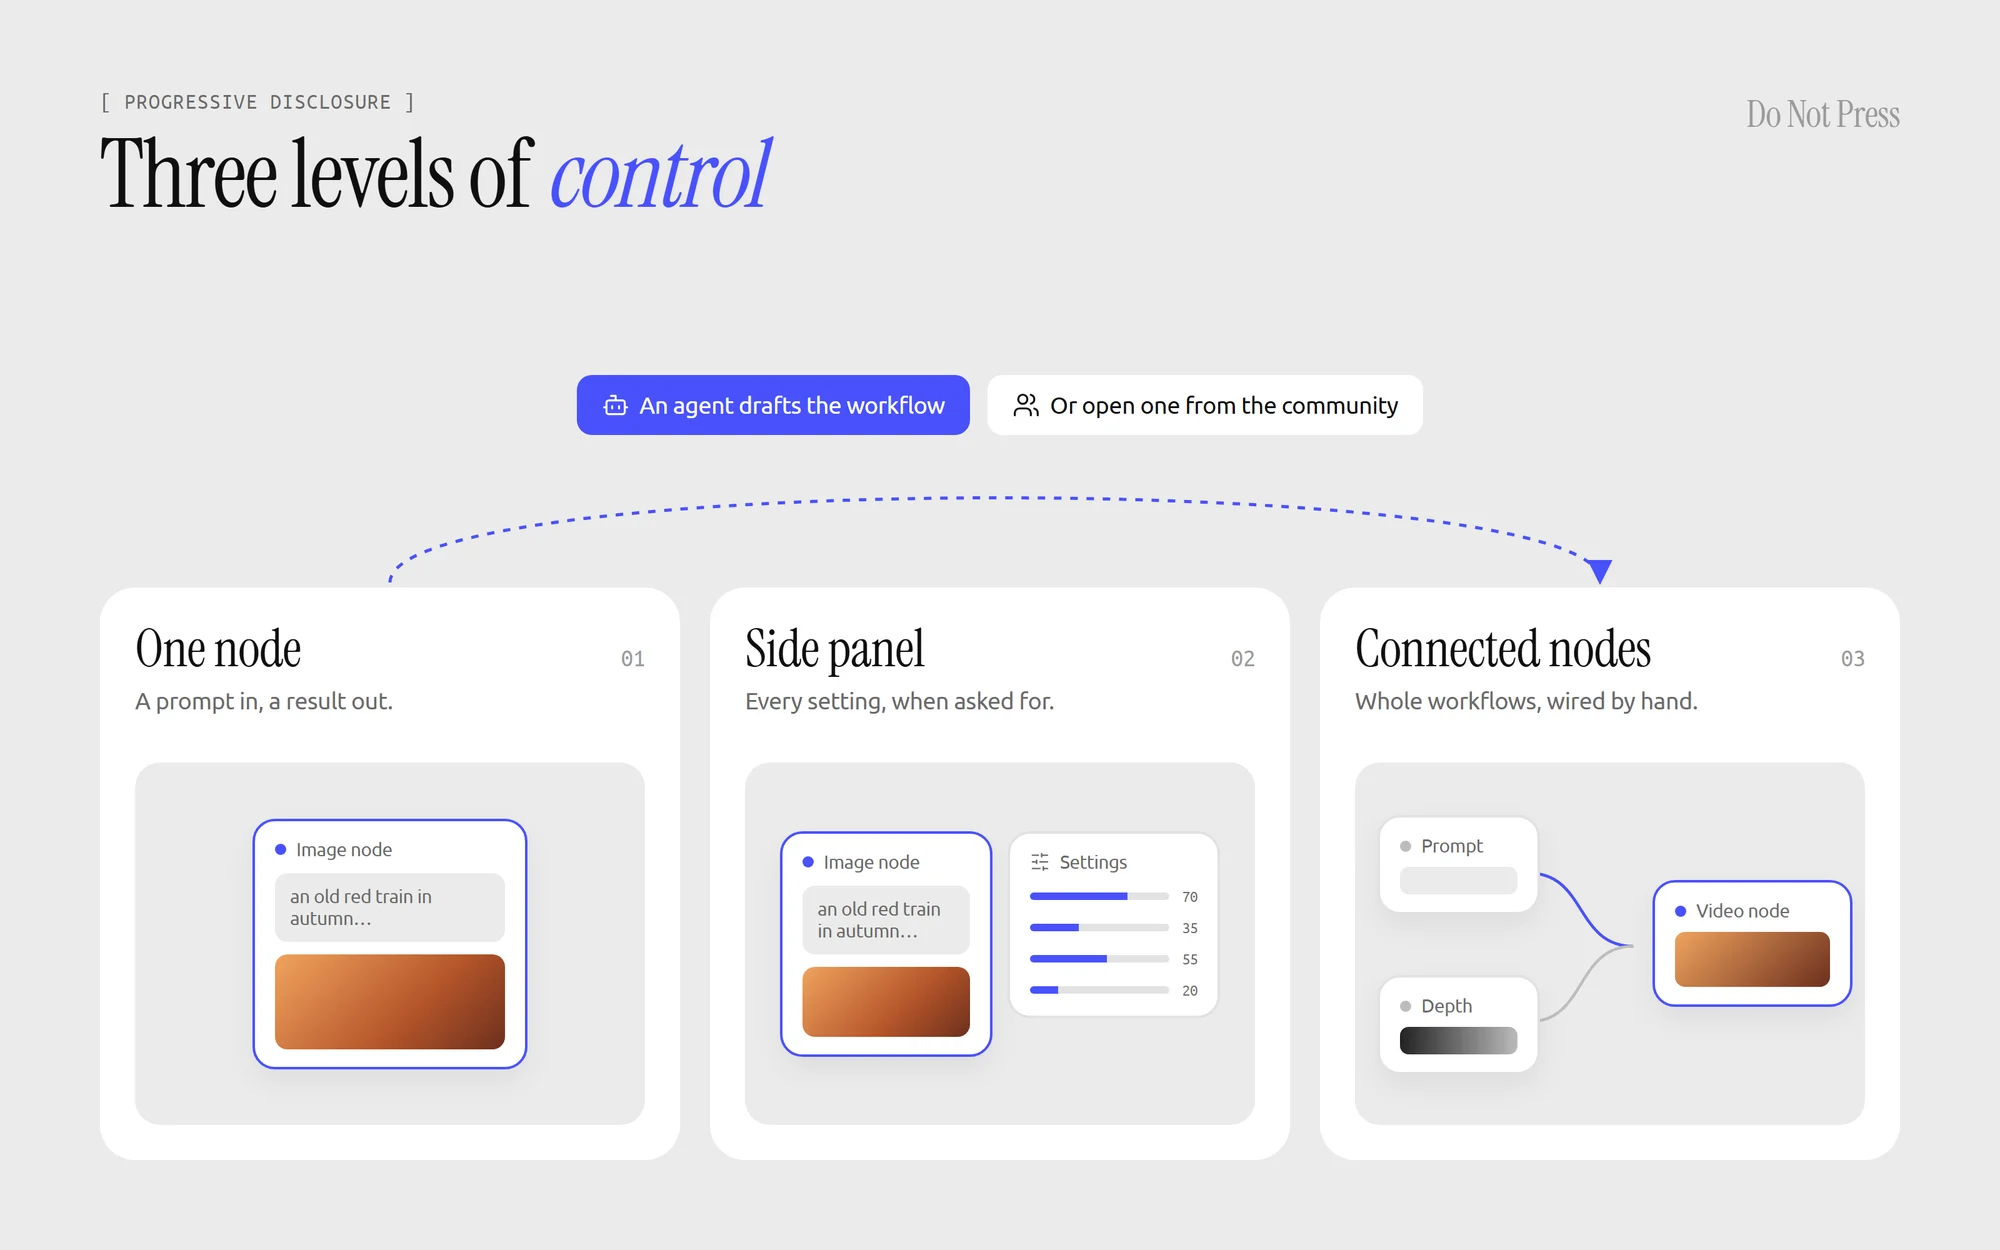 [ PROGRESSIVE DISCLOSURE ]
Three levels of control
Do Not Press
An agent drafts the workflow
Or open one from the community
One node
01
A prompt in, a result out.
Image node
an old red train in
autumn...
Side panel
02
Every setting, when asked for.
Image node
an old red train
in autumn...
Settings
70
35
55
20
Connected nodes
03
Whole workflows, wired by hand.
Prompt
Depth
Video node